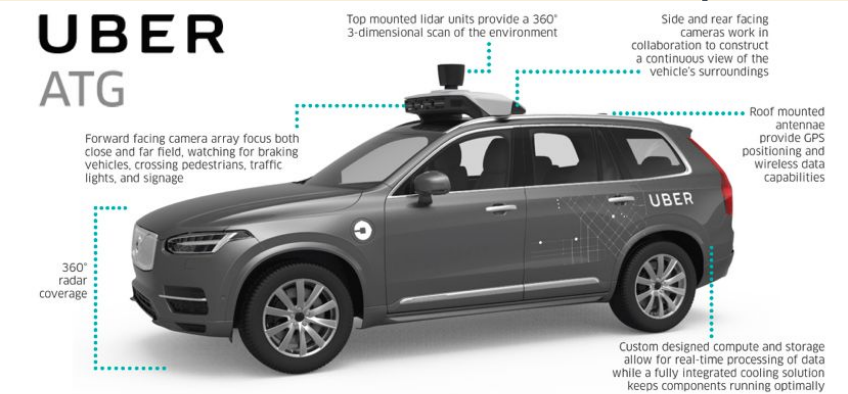 UBER
ATG
Top mounted lidar units provide a 360°
3-dimensional scan of the environment
Side and rear facing
cameras work in
collaboration to construct
a continuous view of the
vehicle's surroundings
Forward facing camera array focus both
close and far field, watching for braking
vehicles, crossing pedestrians, traffic
lights, and signage
Roof mounted
antennae
provide GPS
positioning and
wireless data
capabilities
UBER
360°
radar
coverage
Custom designed compute and storage
allow for real-time processing of data
while a fully integrated cooling solution
keeps components running optimally